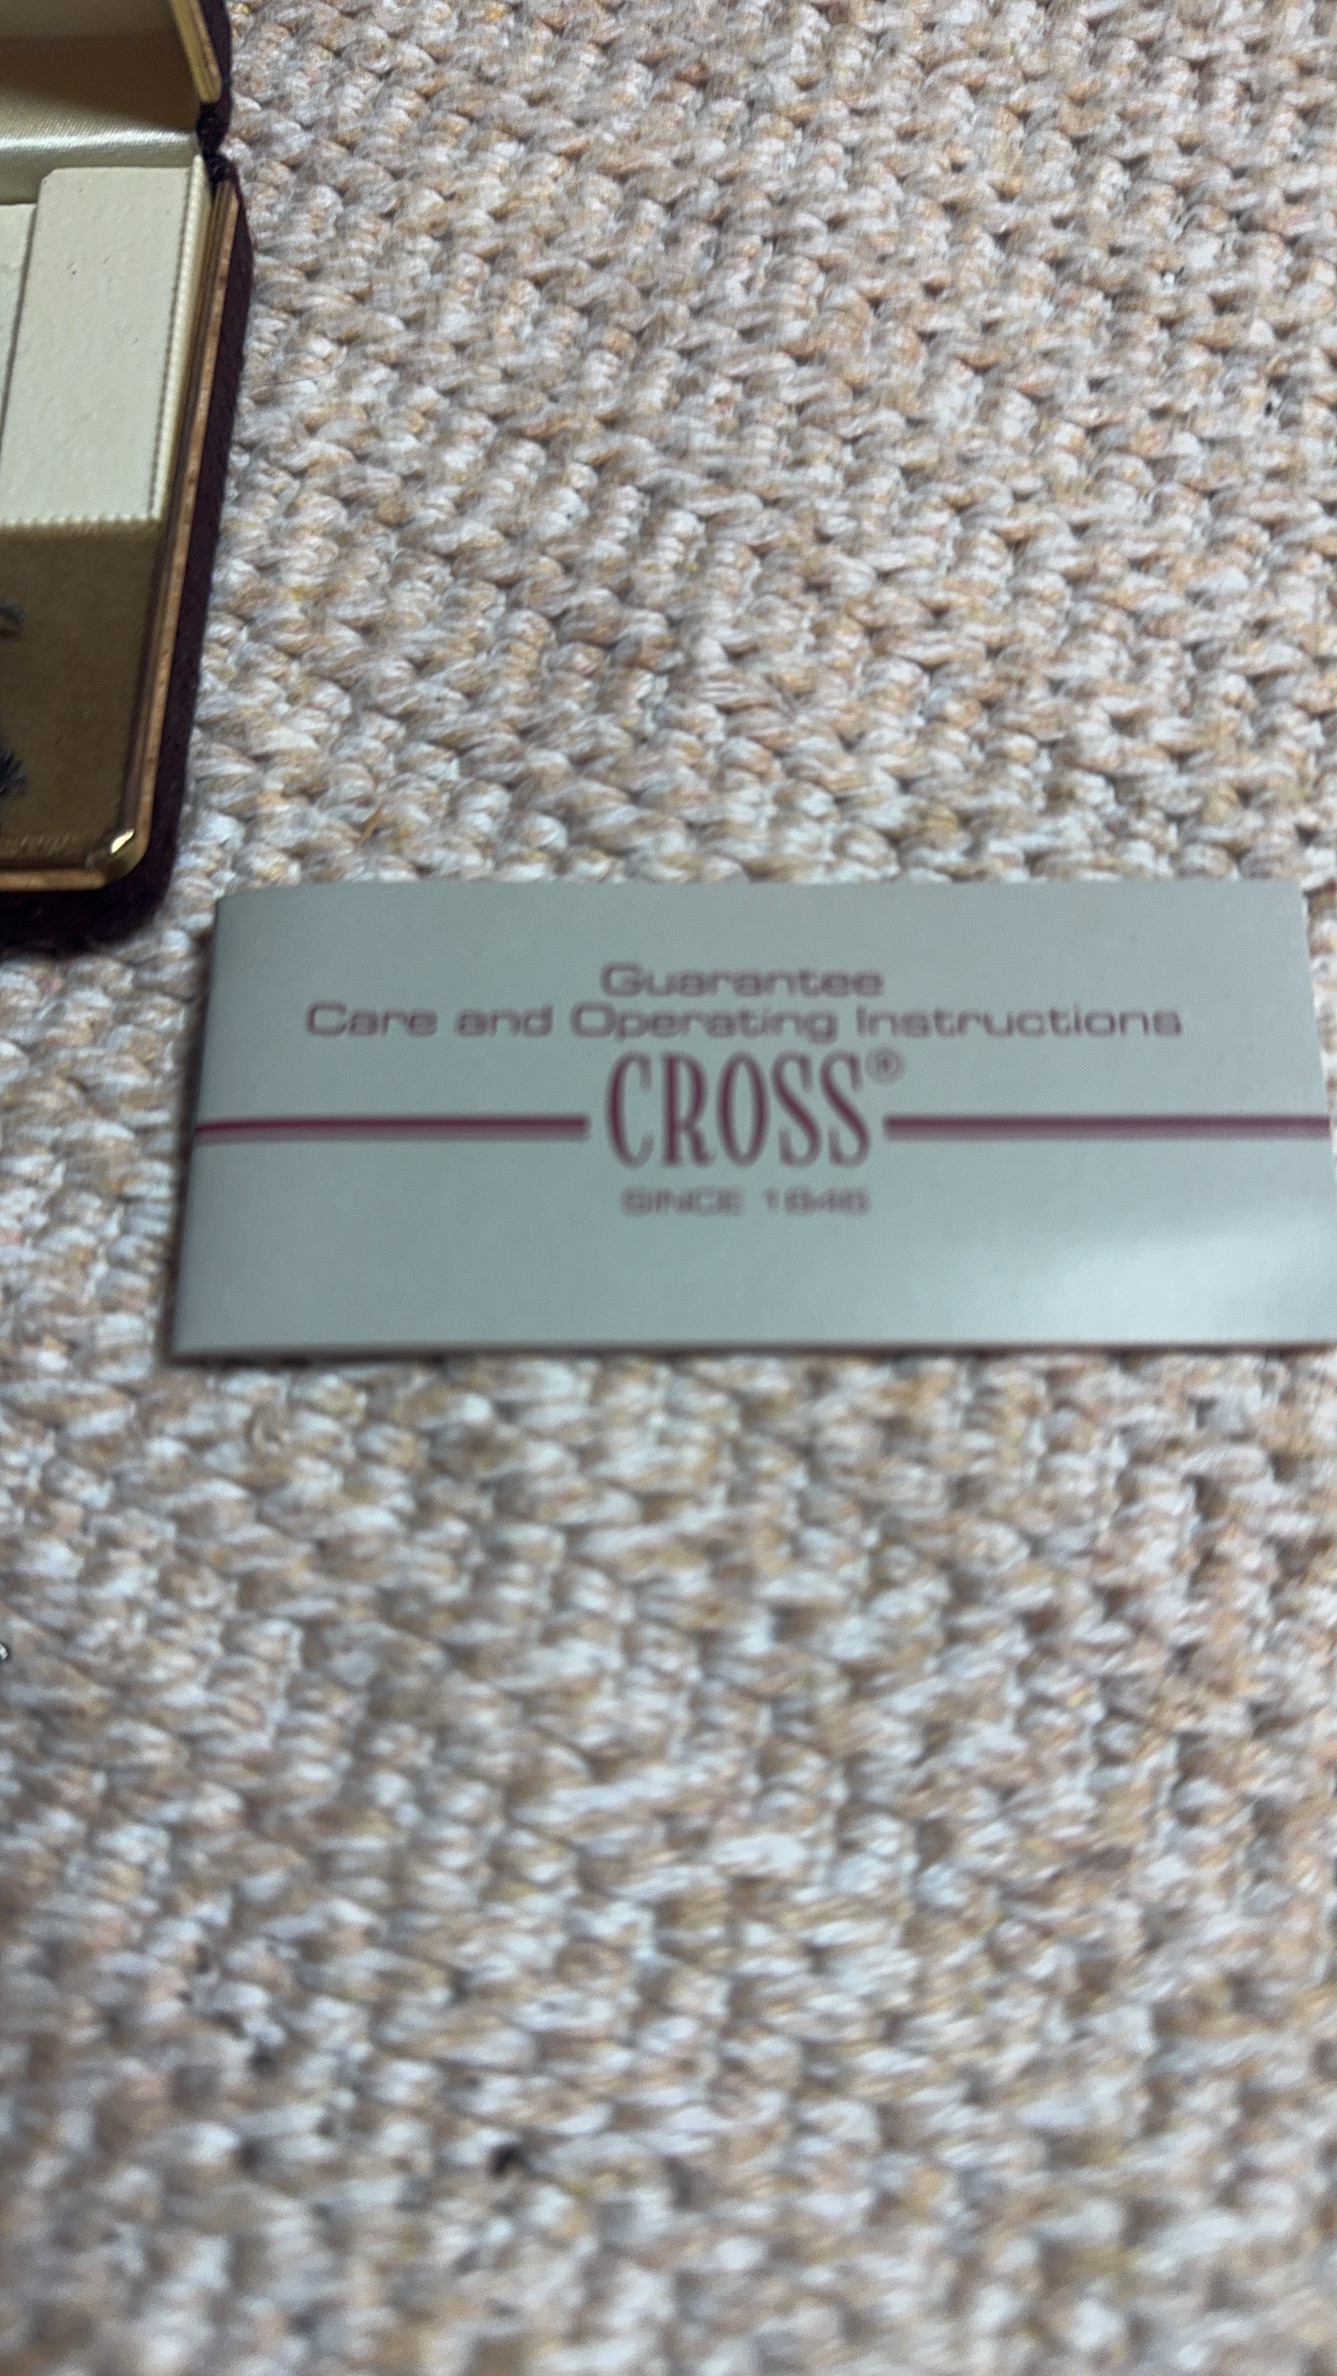 Guarantee
Care and Operating Instructions
CROSS®
SINCE 1846